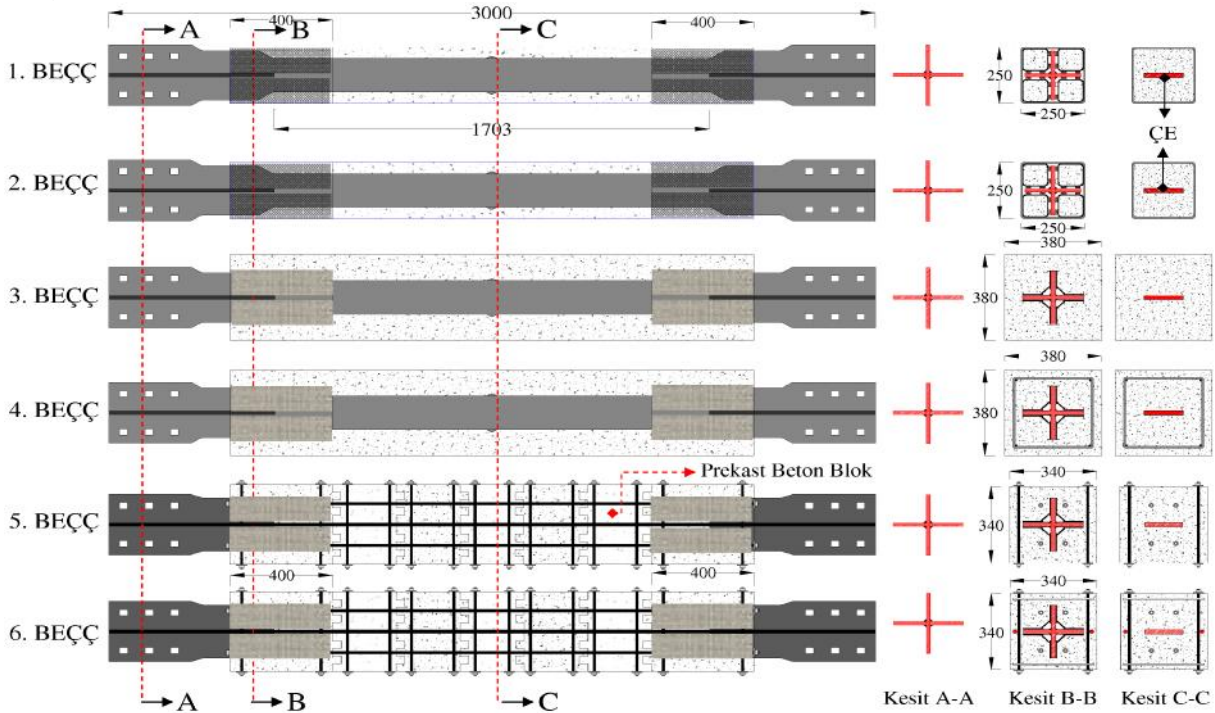 3000
A B C
400 400
1. BEÇÇ
250
250
1703
ÇE
2. BEÇÇ
250
250
380
3. BEÇÇ
380
380
4. BEÇÇ
380
Prekast Beton Blok
340
5. BEÇÇ
340
400 400
340
6. BEÇÇ
340
A B C
Kesit A-A Kesit B-B Kesit C-C